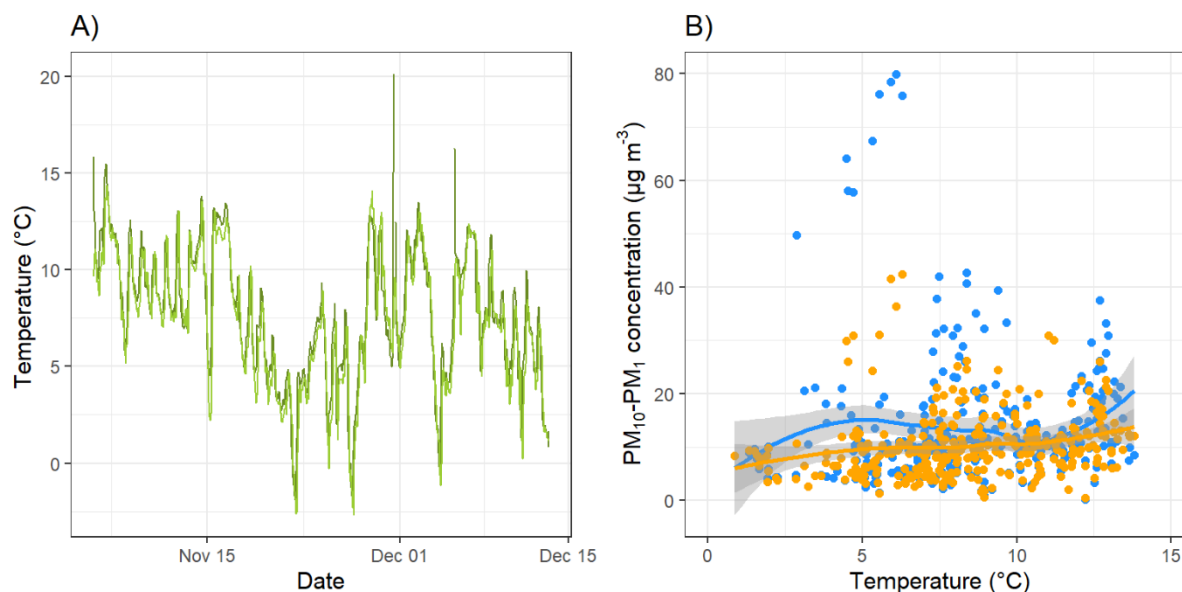 A)
20
15
10
5
0
Temperature (°C)
Nov 15
Dec 01
Dec 15
Date
B)
80
60
40
20
0
PM₁₀-PM₁ concentration (µg m⁻³)
0
5
10
15
Temperature (°C)